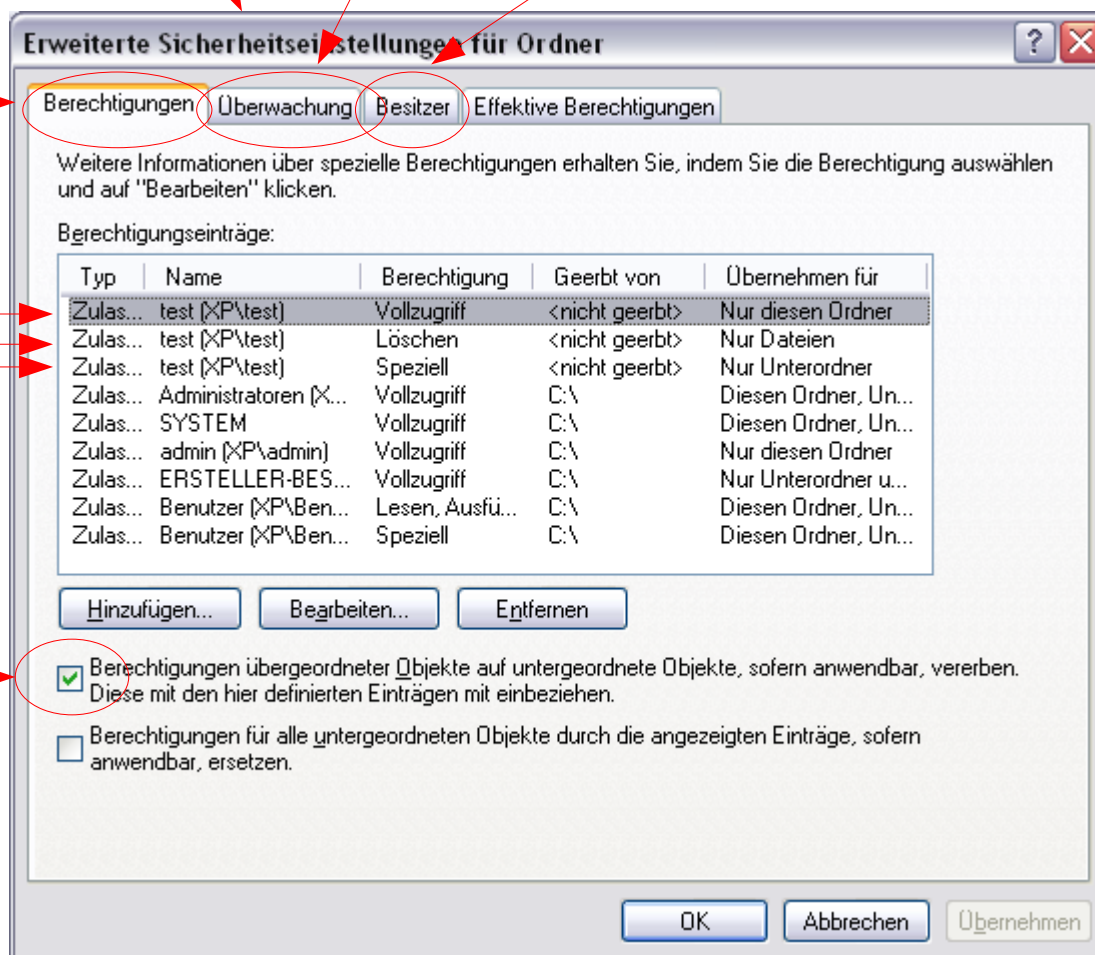 Erweiterte Sicherheitseinstellungen für Ordner
Berechtigungen Überwachung Besitzer Effektive Berechtigungen
Weitere Informationen über spezielle Berechtigungen erhalten Sie, indem Sie die Berechtigung auswählen
und auf "Bearbeiten" klicken.
Berechtigungseinträge:
Typ Name Berechtigung Geerbt von Übernehmen für
Zulas... test (XP\test) Vollzugriff <nicht geerbt> Nur diesen Ordner
Zulas... test (XP\test) Löschen <nicht geerbt> Nur Dateien
Zulas... test (XP\test) Speziell <nicht geerbt> Nur Unterordner
Zulas... Administratoren (X... Vollzugriff C:\ Diesen Ordner, Un...
Zulas... SYSTEM Vollzugriff C:\ Diesen Ordner, Un...
Zulas... admin (XP\admin) Vollzugriff C:\ Nur diesen Ordner
Zulas... ERSTELLER-BES... Vollzugriff C:\ Nur Unterordner u...
Zulas... Benutzer (XP\Ben... Lesen, Ausfü... C:\ Diesen Ordner, Un...
Zulas... Benutzer (XP\Ben... Speziell C:\ Diesen Ordner, Un...
Hinzufügen... Bearbeiten... Entfernen
Berechtigungen übergeordneter Objekte auf untergeordnete Objekte, sofern anwendbar, vererben.
Diese mit den hier definierten Einträgen mit einbeziehen.
Berechtigungen für alle untergeordneten Objekte durch die angezeigten Einträge, sofern
anwendbar, ersetzen.
OK Abbrechen Übernehmen